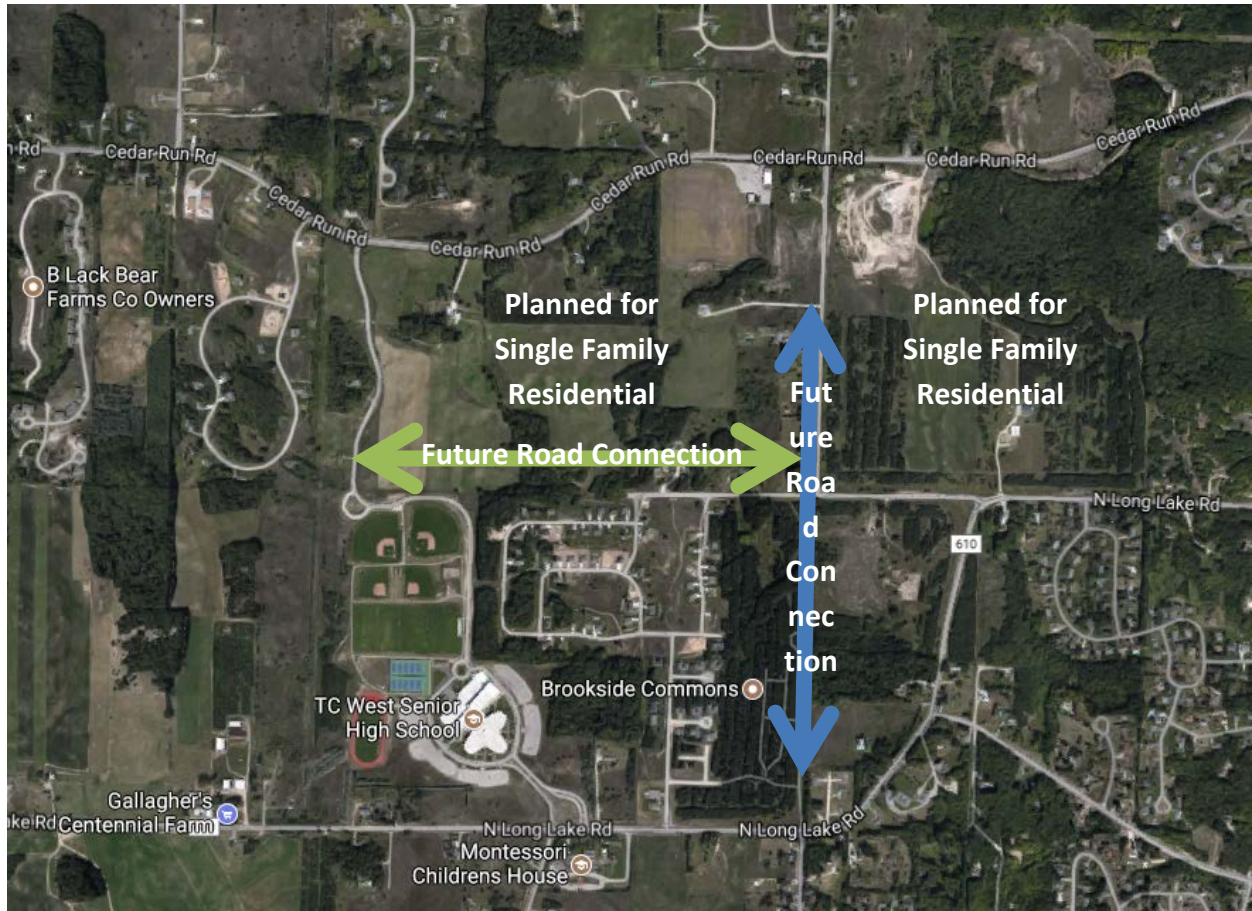 n Rd
Cedar Run Rd
Cedar Run Rd
Cedar Run Rd
Cedar Run Rd
Cedar Run Rd
Cedar Run Rd
Cedar Run Rd
B Lack Bear
Farms Co Owners
Planned for
Single Family
Residential
Planned for
Single Family
Residential
Future Road Connection
Fut
ure
Roa
d
Con
nec
tion
N Long Lake Rd
610
Brookside Commons
TC West Senior
High School
Gallagher's
Centennial Farm
ake Rd
N Long Lake Rd
N Long Lake Rd
Montessori
Childrens House